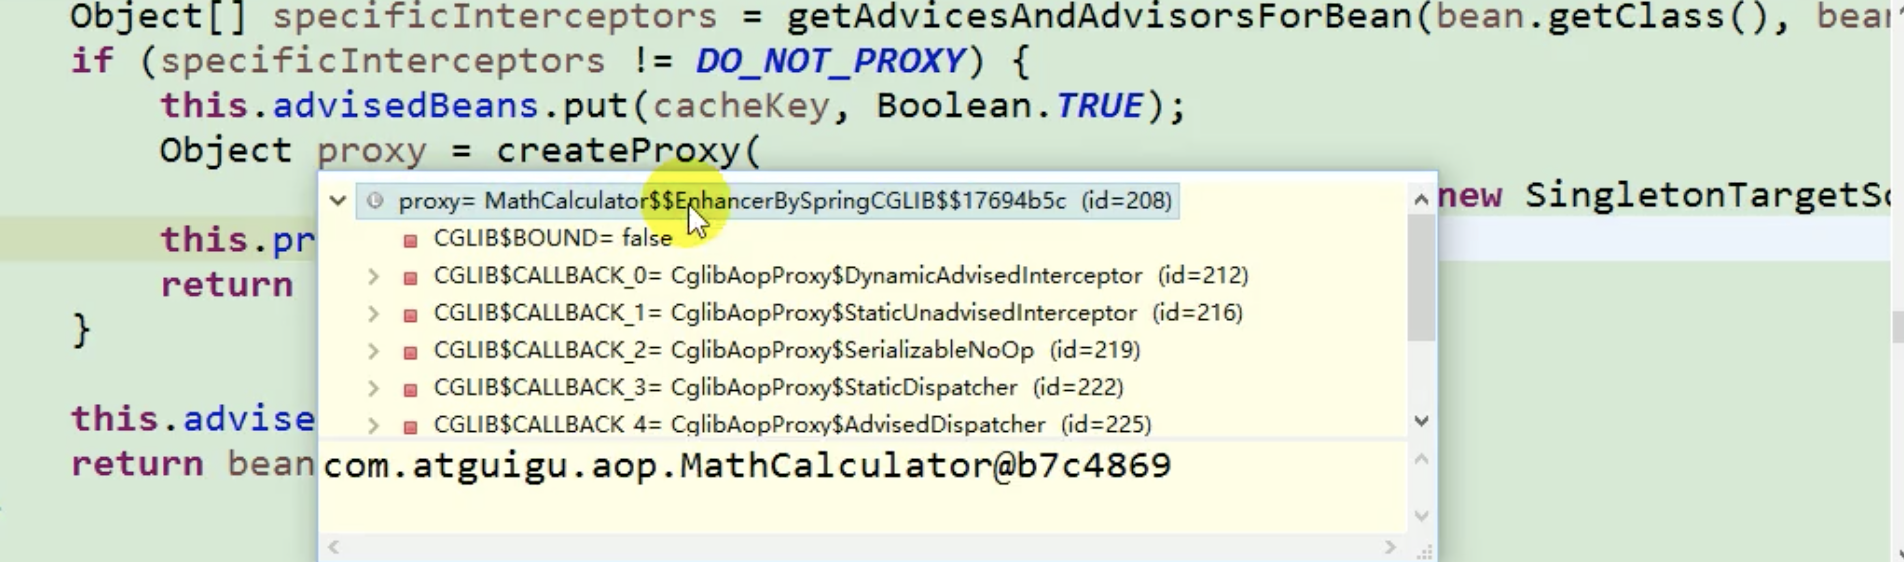 Object[] specificInterceptors = getAdvicesAndAdvisorsForBean(bean.getClass(),
if (specificInterceptors != DO_NOT_PROXY) {
this.advisedBeans.put(cacheKey, Boolean.TRUE);
Object proxy = createProxy(
new
proxy= MathCalculator$$EnhancerBySpringCGLIB$$17694b5c (id=208)
CGLIB$BOUND= false
CGLIB$CALLBACK_0= CglibAopProxy$DynamicAdvisedInterceptor (id=212)
CGLIB$CALLBACK_1= CglibAopProxy$StaticUnadvisedInterceptor (id=216)
CGLIB$CALLBACK_2= CglibAopProxy$SerializableNoOp (id=219)
CGLIB$CALLBACK_3= CglibAopProxy$StaticDispatcher (id=222)
CGLIB$CALLBACK_4= CglibAopProxy$AdvisedDispatcher (id=225)
com.atguigu.aop.MathCalculator@b7c4869
this.pr
return
}
this.advise
return bean